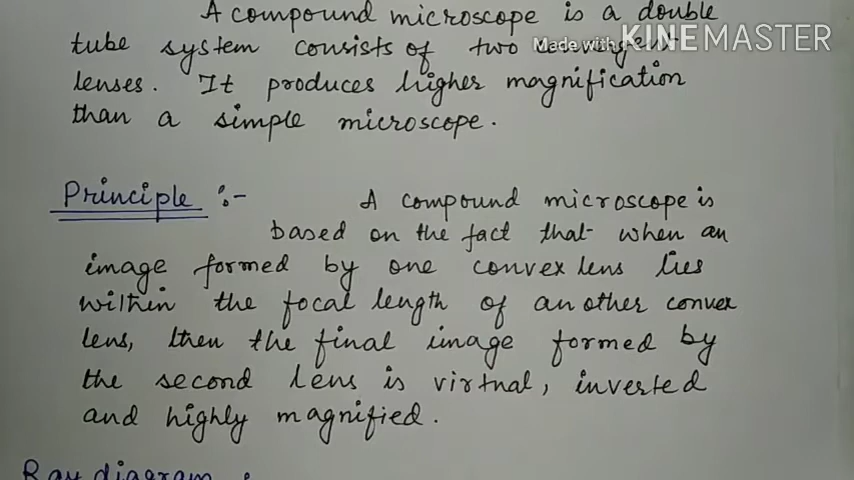 A compound microscope is a double
tube system consists of two convergent
Made with KINEMASTER
lenses. It produces higher magnification
than a simple microscope.
Principle :-
A compound microscope is
based on the fact that when an
image formed by one convex lens lies
within the focal length of another convex
lens, then the final image formed by
the second lens is virtual, inverted
and highly magnified.
Ray diagram :